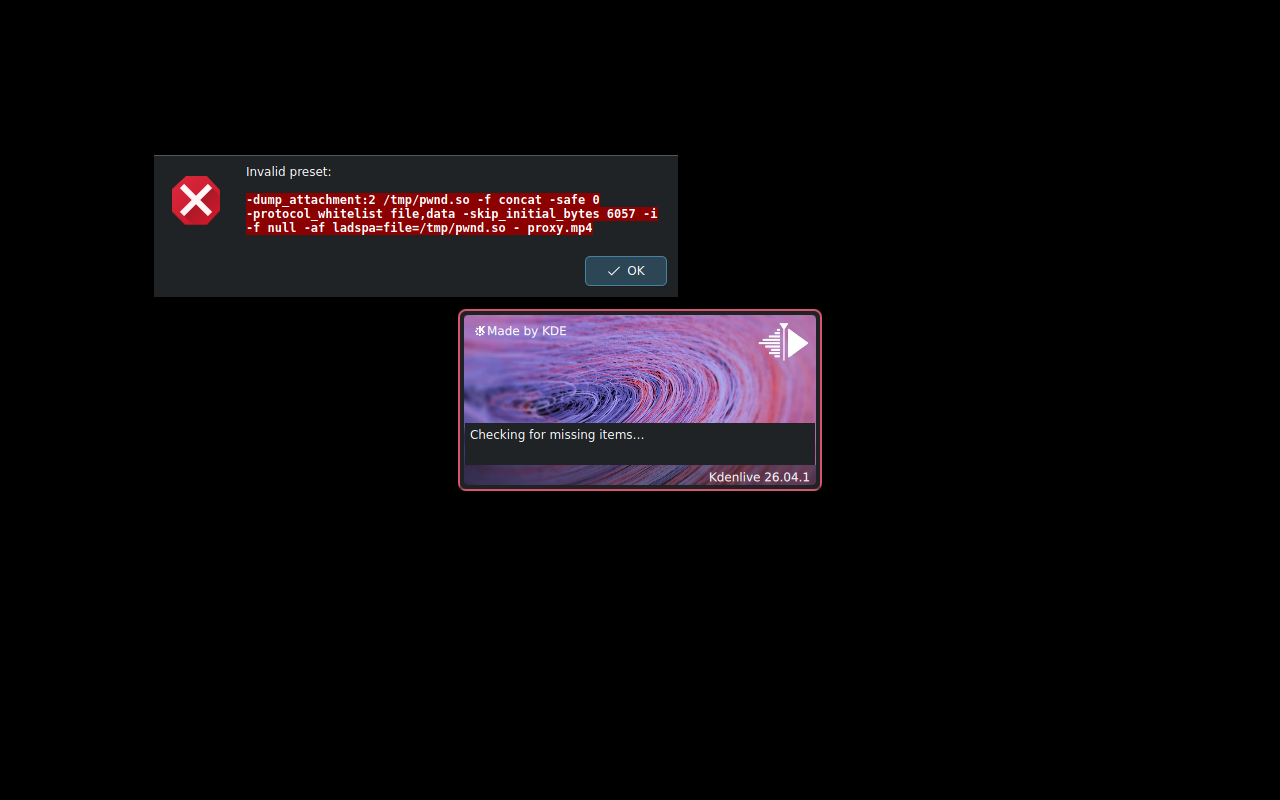 Invalid preset:
-dump_attachment:2 /tmp/pwnd.so -f concat -safe 0
-protocol_whitelist file,data -skip_initial_bytes 6057 -i
-f null -af ladspa=file=/tmp/pwnd.so - proxy.mp4
OK
Made by KDE
Checking for missing items...
Kdenlive 26.04.1